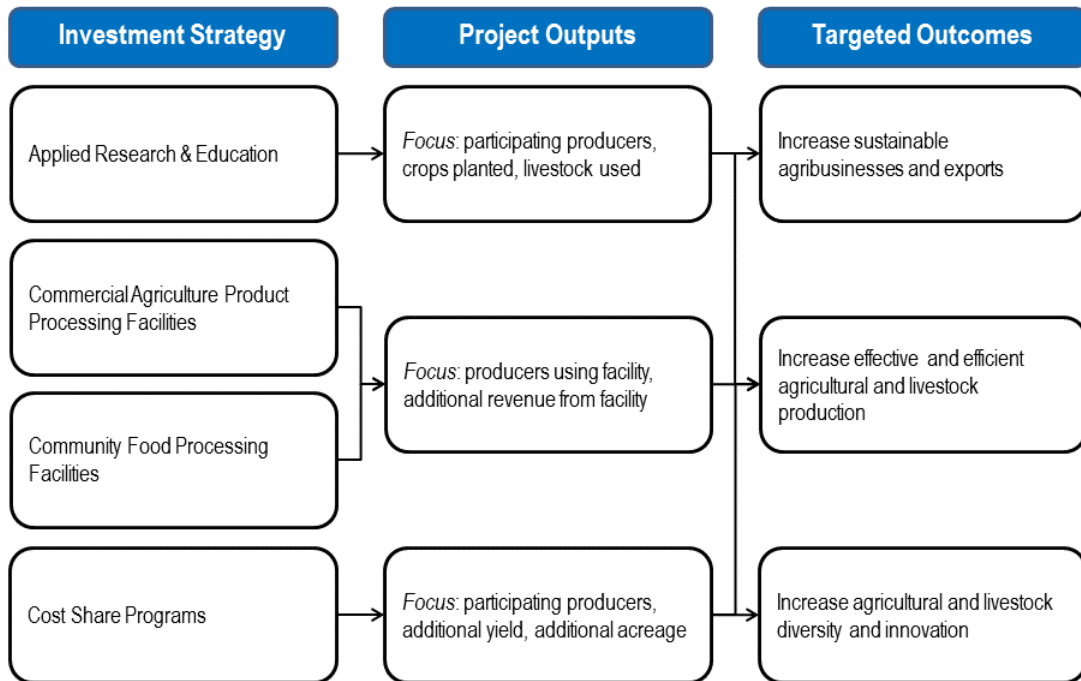 Investment Strategy
Project Outputs
Targeted Outcomes
Applied Research & Education
Focus: participating producers,
crops planted, livestock used
Increase sustainable
agribusinesses and exports
Commercial Agriculture Product
Processing Facilities
Community Food Processing
Facilities
Focus: producers using facility,
additional revenue from facility
Increase effective and efficient
agricultural and livestock
production
Cost Share Programs
Focus: participating producers,
additional yield, additional acreage
Increase agricultural and livestock
diversity and innovation